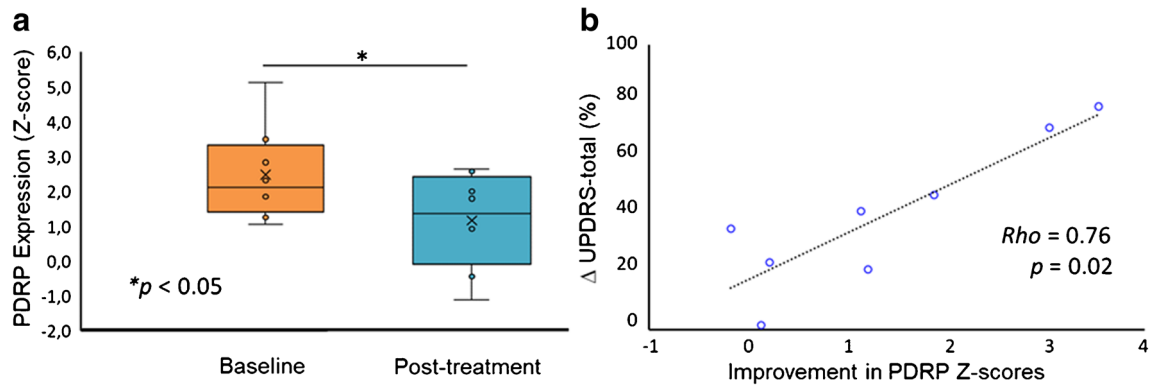 a
PDRP Expression (Z-score)
6,0
5,0
4,0
3,0
2,0
1,0
0,0
-1,0
-2,0
*
*p < 0.05
Baseline
Post-treatment
b
Δ UPDRS-total (%)
100
80
60
40
20
0
Rho = 0.76
p = 0.02
-1
0
1
2
3
4
Improvement in PDRP Z-scores